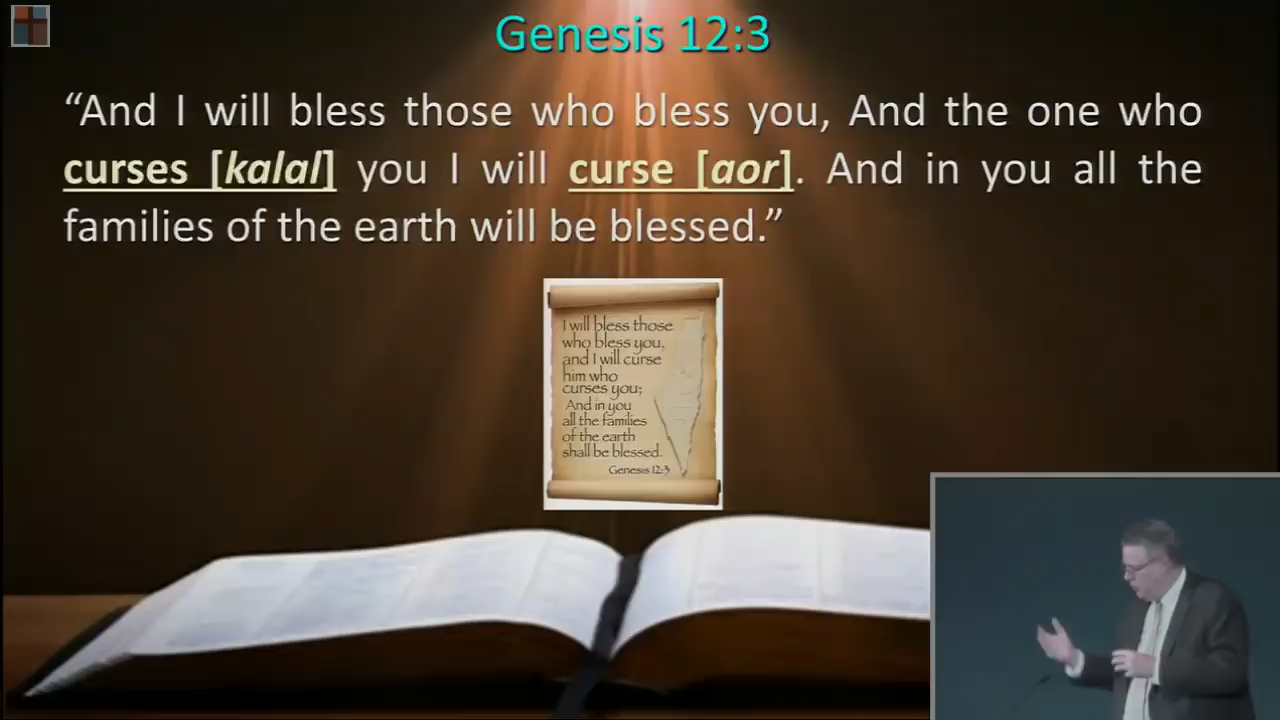 Genesis 12:3
“And I will bless those who bless you, And the one who
curses [kalal] you I will curse [aor]. And in you all the
families of the earth will be blessed.”
I will bless those
who bless you,
and I will curse
him who
curses you;
And in you
all the families
of the earth
shall be blessed.
Genesis 12:3